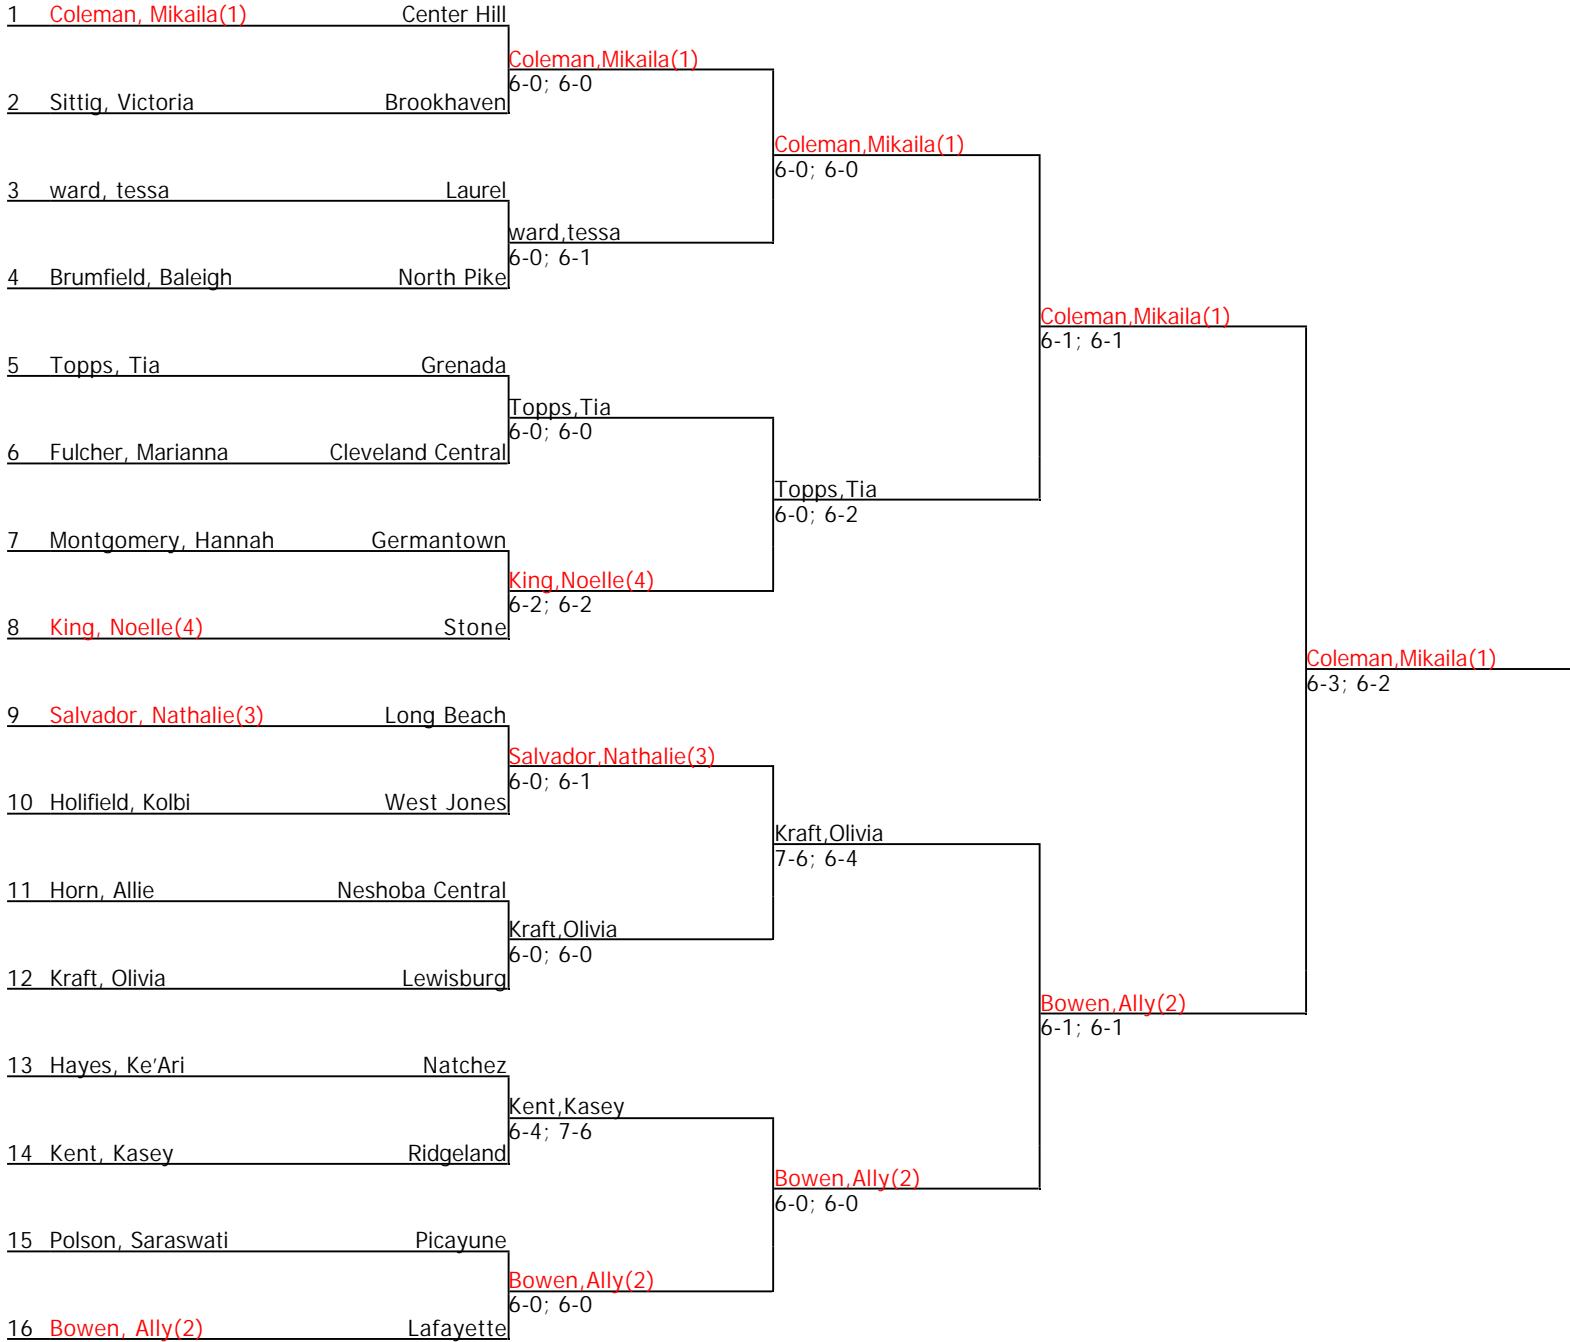 1 Coleman, Mikaila(1) Center Hill
Coleman,Mikaila(1)
6-0; 6-0
2 Sittig, Victoria Brookhaven
Coleman,Mikaila(1)
6-0; 6-0
3 ward, tessa Laurel
ward,tessa
6-0; 6-1
4 Brumfield, Baleigh North Pike
Coleman,Mikaila(1)
6-1; 6-1
5 Topps, Tia Grenada
Topps,Tia
6-0; 6-0
6 Fulcher, Marianna Cleveland Central
Topps,Tia
6-0; 6-2
7 Montgomery, Hannah Germantown
King,Noelle(4)
6-2; 6-2
8 King, Noelle(4) Stone
Coleman,Mikaila(1)
6-3; 6-2
9 Salvador, Nathalie(3) Long Beach
Salvador,Nathalie(3)
6-0; 6-1
10 Holifield, Kolbi West Jones
Kraft,Olivia
7-6; 6-4
11 Horn, Allie Neshoba Central
Kraft,Olivia
6-0; 6-0
12 Kraft, Olivia Lewisburg
Bowen,Ally(2)
6-1; 6-1
13 Hayes, Ke'Ari Natchez
Kent,Kasey
6-4; 7-6
14 Kent, Kasey Ridgeland
Bowen,Ally(2)
6-0; 6-0
15 Polson, Saraswati Picayune
Bowen,Ally(2)
6-0; 6-0
16 Bowen, Ally(2) Lafayette